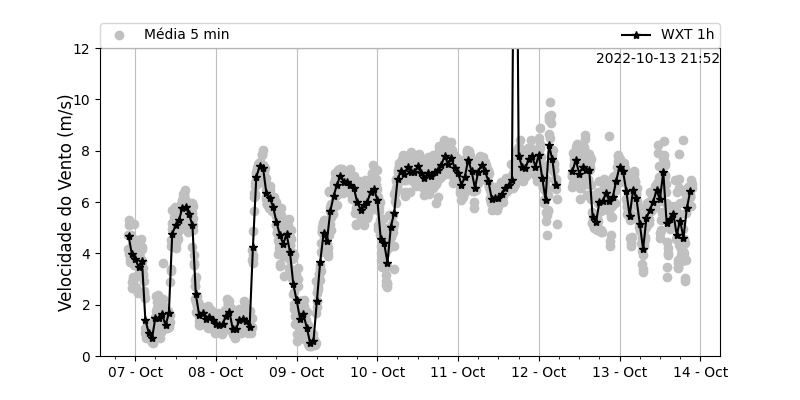 Média 5 min WXT 1h
2022-10-13 21:52
Velocidade do Vento (m/s)
12
10
8
6
4
2
0
07 - Oct 08 - Oct 09 - Oct 10 - Oct 11 - Oct 12 - Oct 13 - Oct 14 - Oct